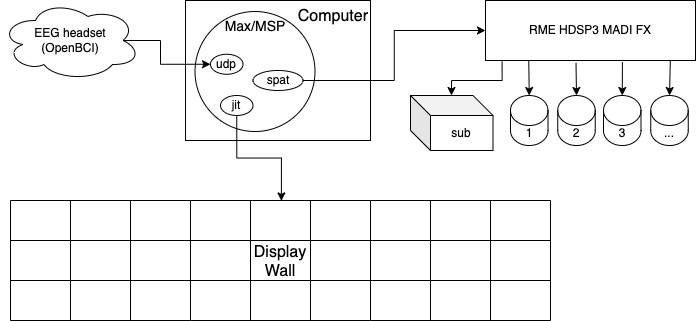 EEG headset
(OpenBCI)
Computer
Max/MSP
udp
spat
jit
RME HDSP3 MADI FX
sub
1
2
3
...
Display
Wall